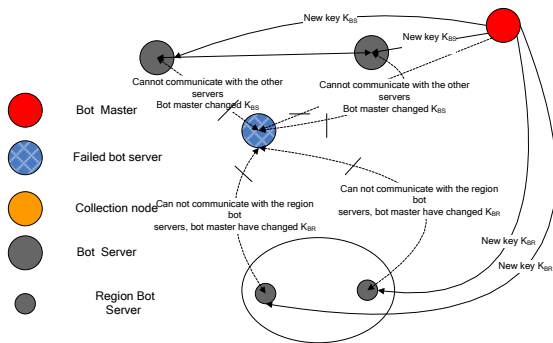 New key KBS
New key KBS
Cannot communicate with the other
servers
Bot master changed KBS
Cannot communicate with the other
servers
Bot master changed KBS
Bot Master
Failed bot server
Collection node
Bot Server
Region Bot
Server
Can not communicate with the region
bot
servers, bot master have changed KBR
Can not communicate with the region
bot
servers, bot master have changed KBR
New key KBR
New key KBR